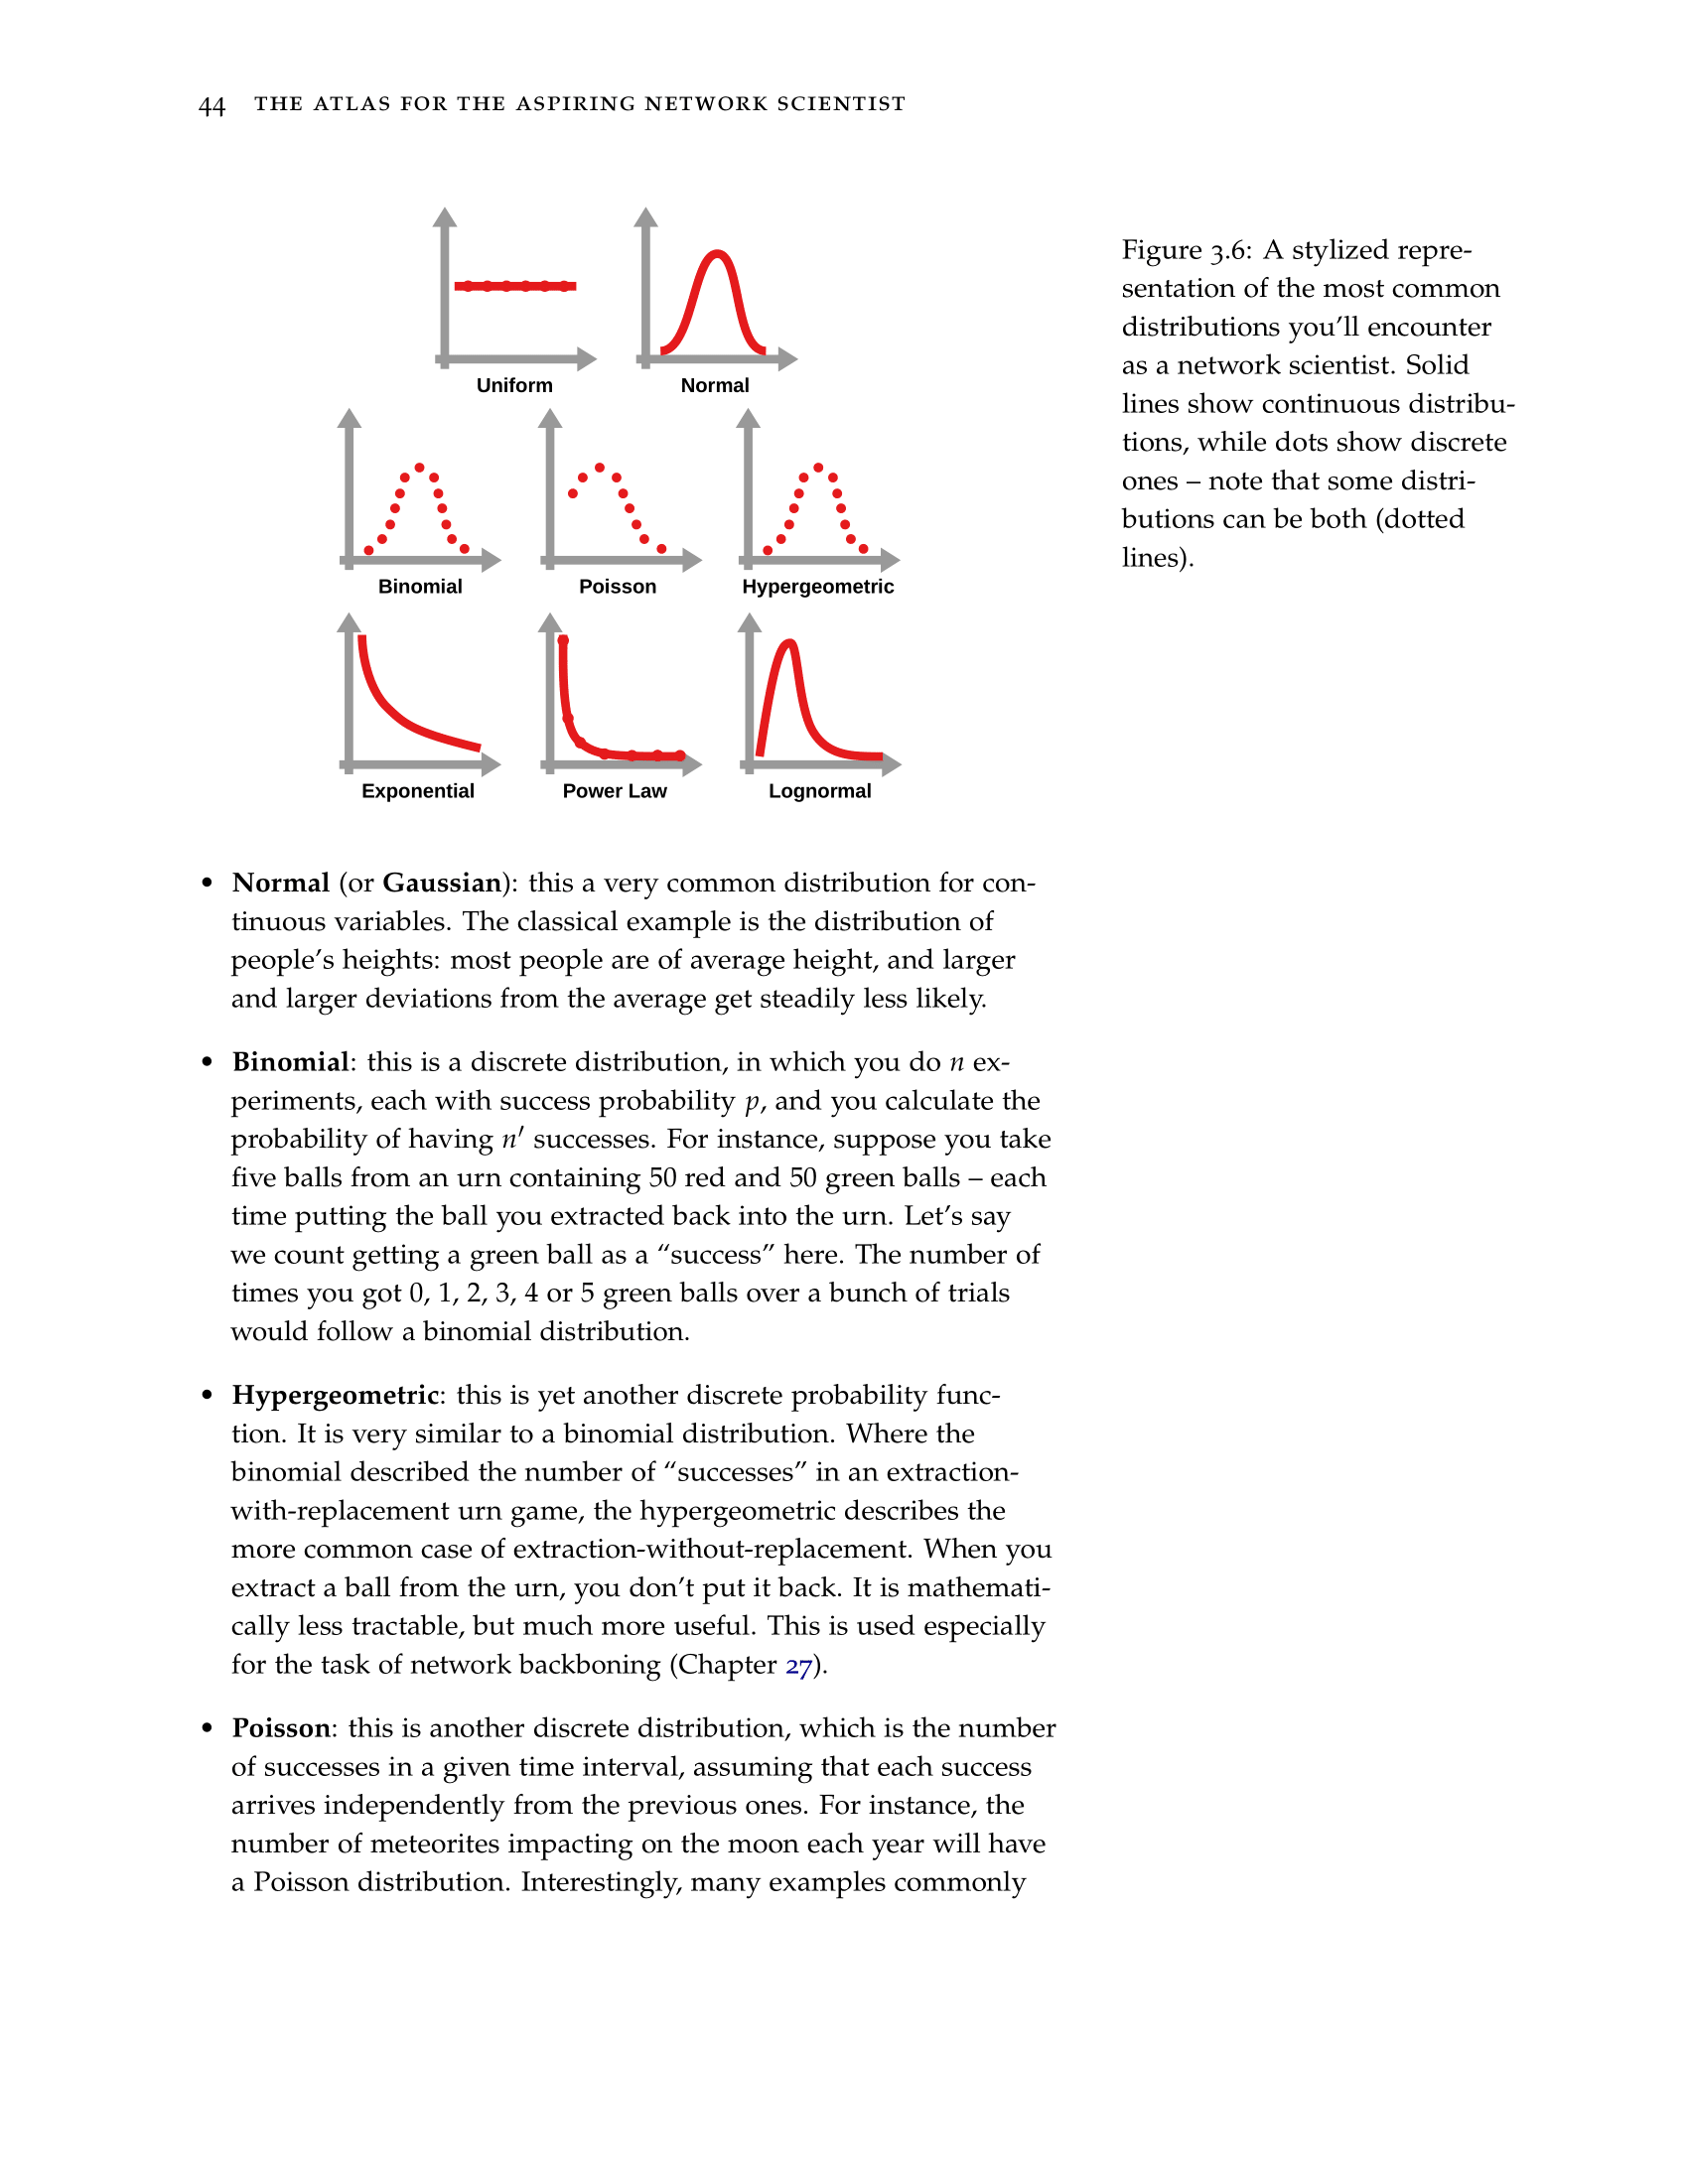 44 THE ATLAS FOR THE ASPIRING NETWORK SCIENTIST
Uniform
Normal
Binomial
Poisson
Hypergeometric
Exponential
Power Law
Lognormal
Figure 3.6: A stylized repre-
sentation of the most common
distributions you'll encounter
as a network scientist. Solid
lines show continuous distribu-
tions, while dots show discrete
ones – note that some distri-
butions can be both (dotted
lines).
• Normal (or Gaussian): this a very common distribution for con-
tinuous variables. The classical example is the distribution of
people's heights: most people are of average height, and larger
and larger deviations from the average get steadily less likely.
• Binomial: this is a discrete distribution, in which you do n ex-
periments, each with success probability p, and you calculate the
probability of having n′ successes. For instance, suppose you take
five balls from an urn containing 50 red and 50 green balls – each
time putting the ball you extracted back into the urn. Let's say
we count getting a green ball as a “success” here. The number of
times you got 0, 1, 2, 3, 4 or 5 green balls over a bunch of trials
would follow a binomial distribution.
• Hypergeometric: this is yet another discrete probability func-
tion. It is very similar to a binomial distribution. Where the
binomial described the number of “successes” in an extraction-
with-replacement urn game, the hypergeometric describes the
more common case of extraction-without-replacement. When you
extract a ball from the urn, you don't put it back. It is mathemati-
cally less tractable, but much more useful. This is used especially
for the task of network backboning (Chapter 27).
• Poisson: this is another discrete distribution, which is the number
of successes in a given time interval, assuming that each success
arrives independently from the previous ones. For instance, the
number of meteorites impacting on the moon each year will have
a Poisson distribution. Interestingly, many examples commonly